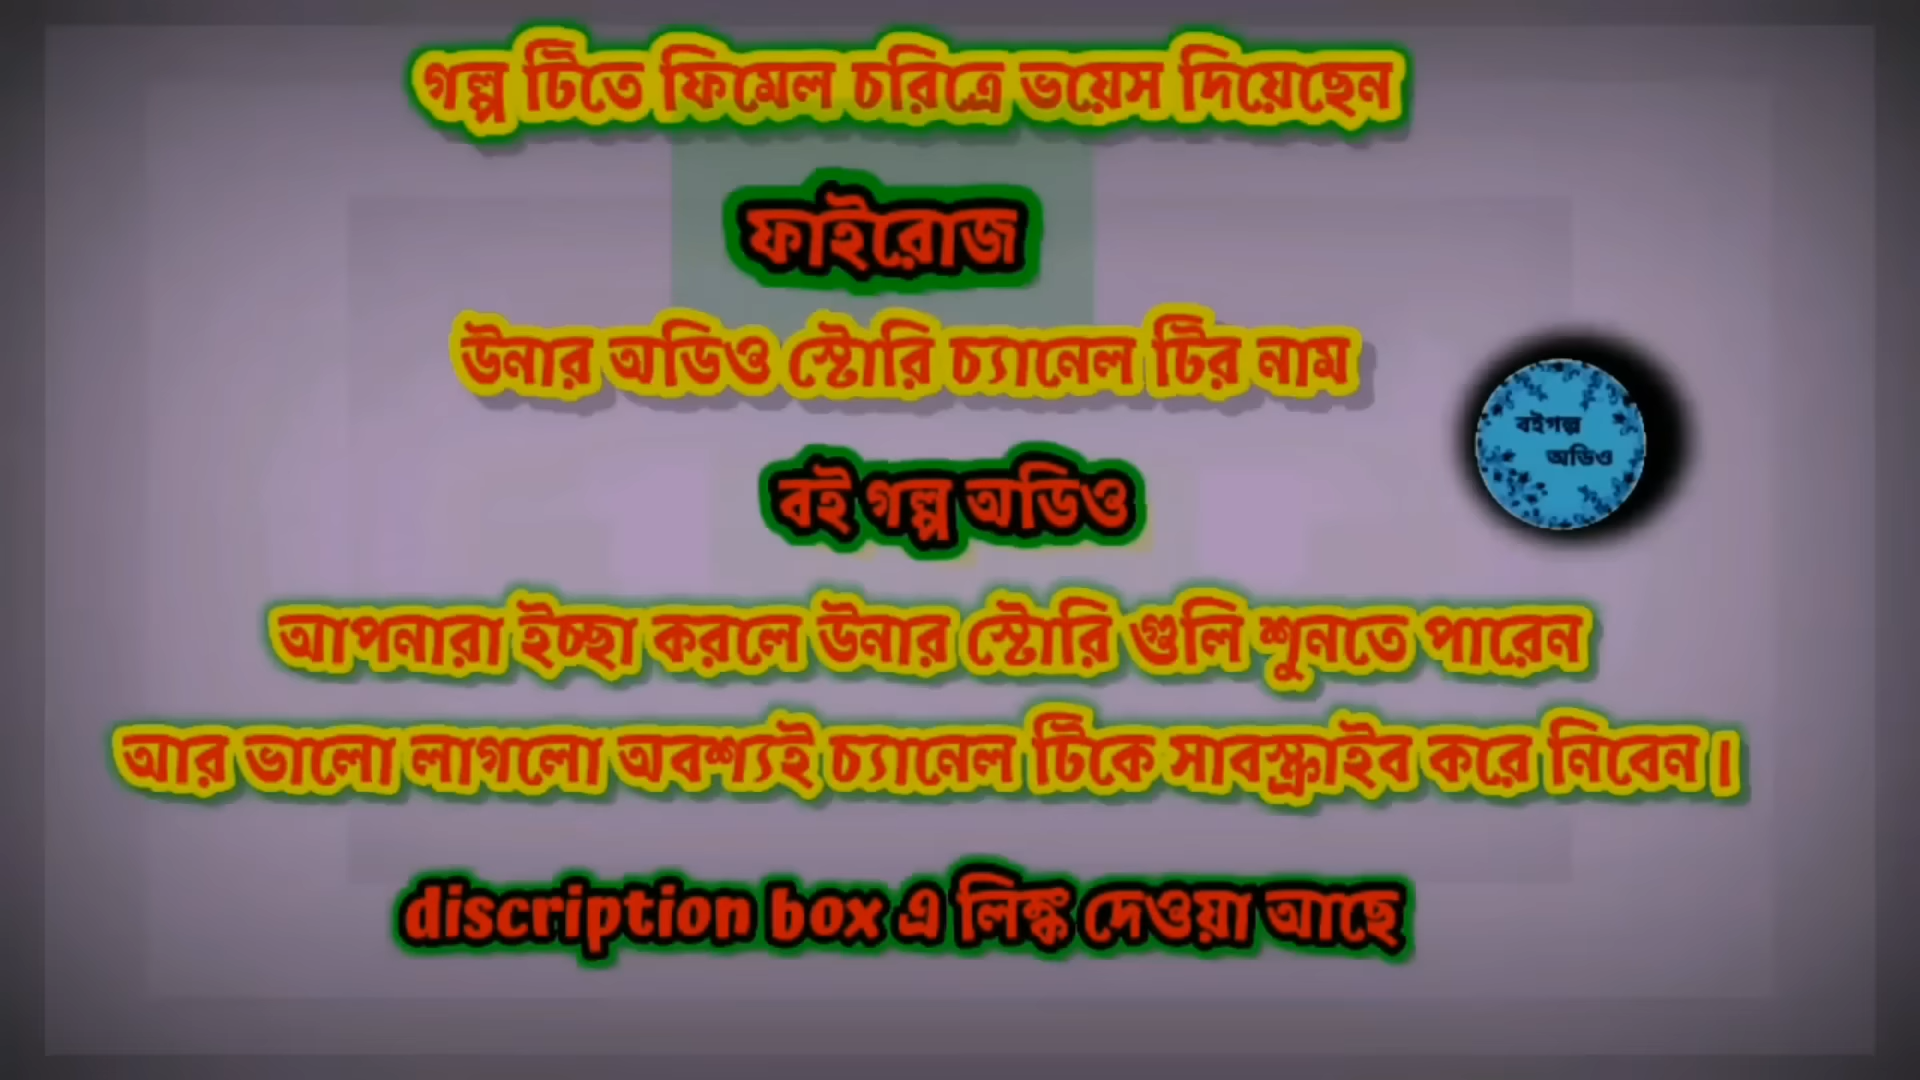 গল্প টিতে ফিমেল চরিত্রে ভয়েস দিয়েছেন
ফাইরোজ
উনার অডিও স্টোরি চ্যানেল টির নাম
বই গল্প অডিও
বইগল্প
অডিও
আপনারা ইচ্ছা করলে উনার স্টোরি গুলি শুনতে পারেন
আর ভালো লাগলো অবশ্যই চ্যানেল টিকে সাবস্ক্রাইব করে নিবেন।
discription box এ লিঙ্ক দেওয়া আছে